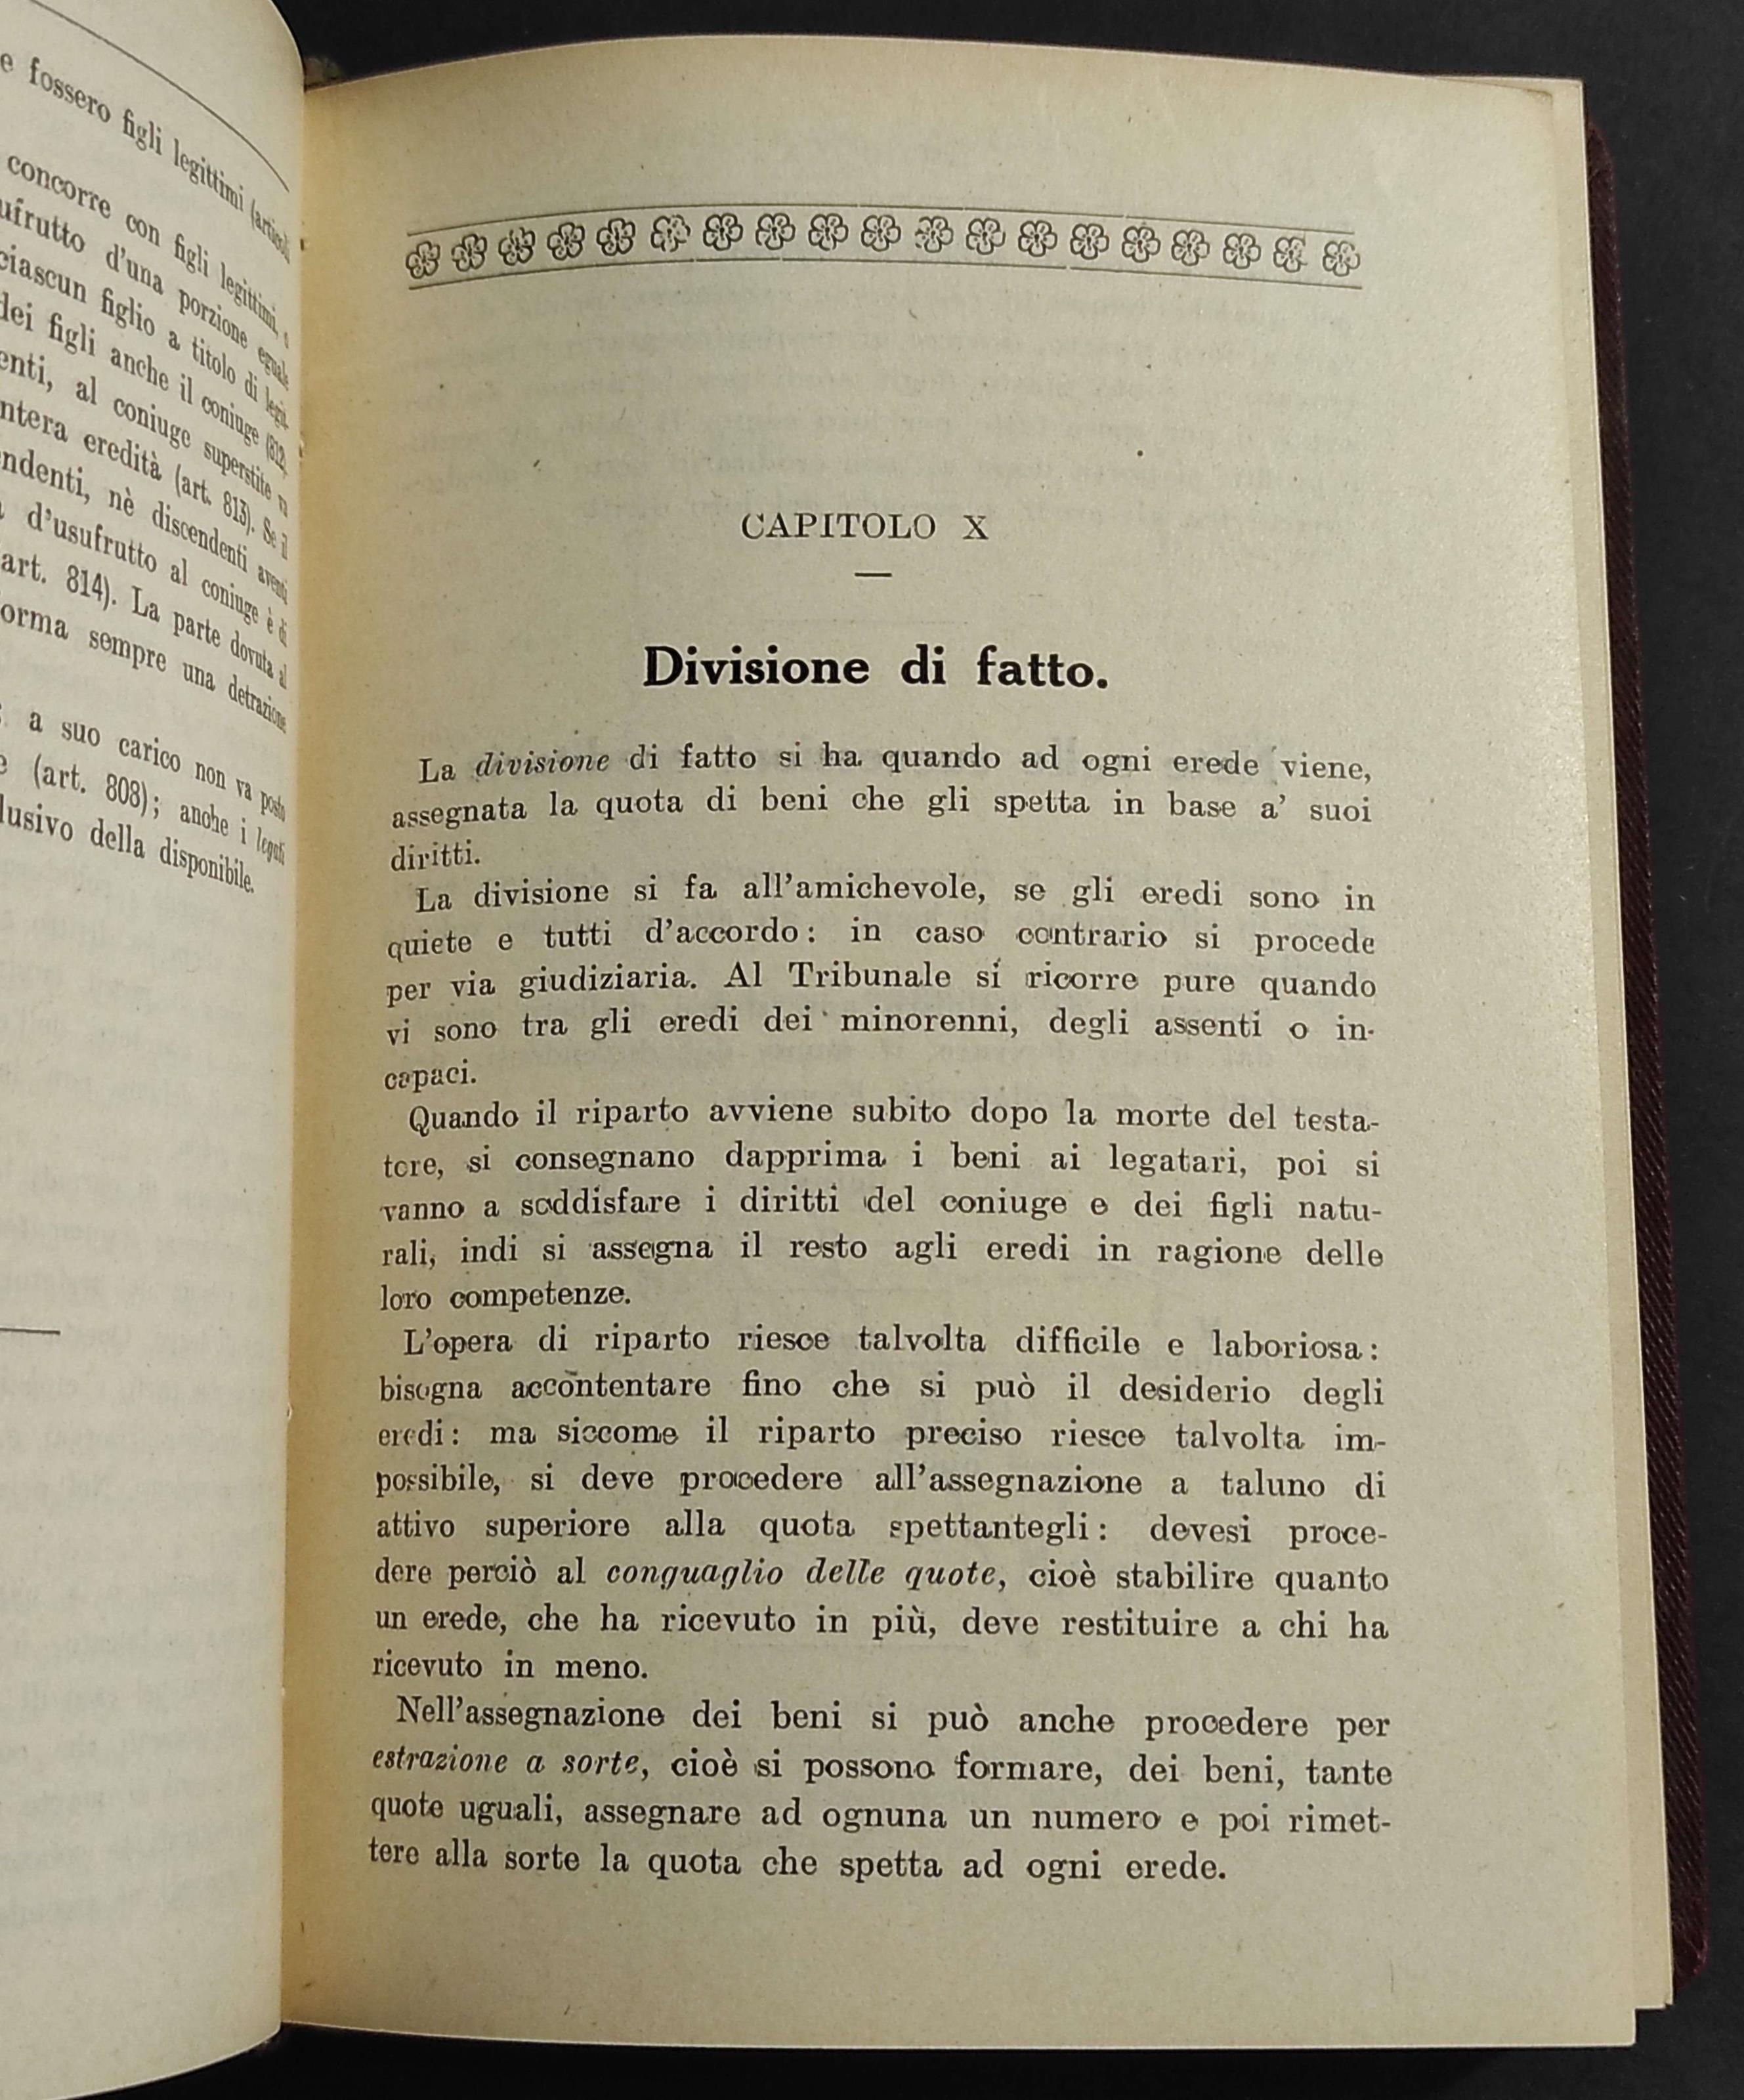 e fossero figli legittimi (articoli
concorre con figli legittimi,
ufrutto d'una porzione eguale
ciascun figlio a titolo di legit-
dei figli anche il coniuge (812).
enti, al coniuge superstite va
ntera eredità (art. 813). Se il
ndenti, nè discendenti aventi
d'usufrutto al coniuge è di
art. 814). La parte dovuta al
orma sempre una detrazione
a suo carico non va posto
e (art. 808); anche i legati
lusivo della disponibile.
CAPITOLO X
Divisione di fatto.
La divisione di fatto si ha quando ad ogni erede viene,
assegnata la quota di beni che gli spetta in base a' suoi
diritti.
La divisione si fa all'amichevole, se gli eredi sono in
quiete e tutti d'accordo: in caso contrario si procede
per via giudiziaria. Al Tribunale si ricorre pure quando
vi sono tra gli eredi dei minorenni, degli assenti o in-
capaci.
Quando il riparto avviene subito dopo la morte del testa-
tore, si consegnano dapprima i beni ai legatari, poi si
vanno a soddisfare i diritti del coniuge e dei figli natu-
rali, indi si assegna il resto agli eredi in ragione delle
loro competenze.
L'opera di riparto riesce talvolta difficile e laboriosa:
bisogna accontentare fino che si può il desiderio degli
eredi: ma siccome il riparto preciso riesce talvolta im-
possibile, si deve procedere all'assegnazione a taluno di
attivo superiore alla quota spettantegli: devesi proce-
dere perciò al conguaglio delle quote, cioè stabilire quanto
un erede, che ha ricevuto in più, deve restituire a chi ha
ricevuto in meno.
Nell'assegnazione dei beni si può anche procedere per
estrazione a sorte, cioè si possono formare, dei beni, tante
quote uguali, assegnare ad ognuna un numero e poi rimet-
tere alla sorte la quota che spetta ad ogni erede.